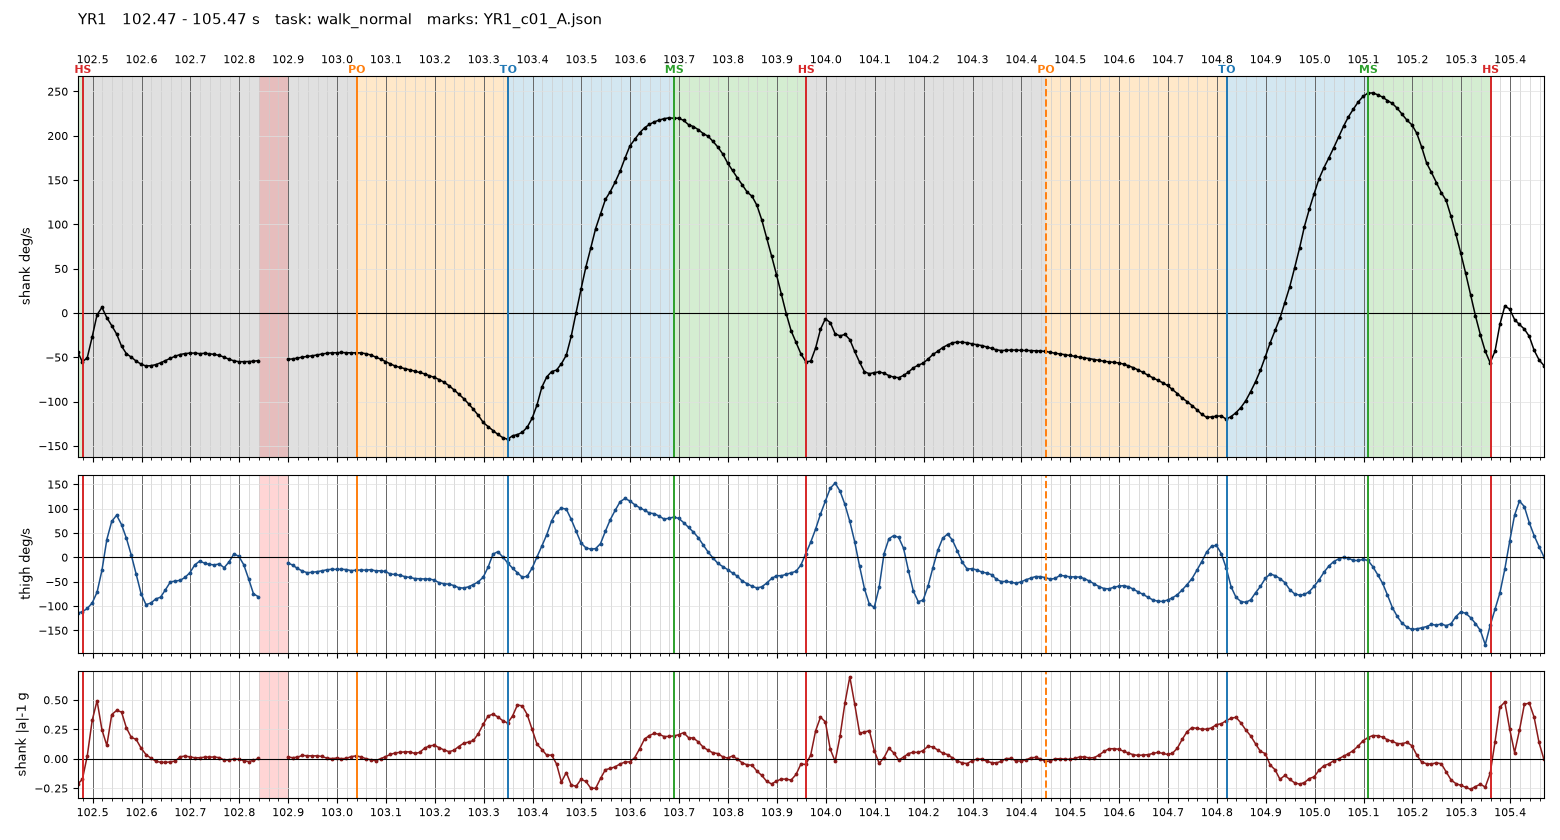 YR1   102.47 - 105.47 s   task: walk_normal   marks: YR1_c01_A.json
102.5 102.6 102.7 102.8 102.9 103.0 103.1 103.2 103.3 103.4 103.5 103.6 103.7 103.8 103.9 104.0 104.1 104.2 104.3 104.4 104.5 104.6 104.7 104.8 104.9 105.0 105.1 105.2 105.3 105.4
HS PO TO MS HS PO TO MS HS
shank deg/s
250
200
150
100
50
0
−50
−100
−150
thigh deg/s
150
100
50
0
−50
−100
−150
shank |a|-1 g
0.50
0.25
0.00
−0.25
102.5 102.6 102.7 102.8 102.9 103.0 103.1 103.2 103.3 103.4 103.5 103.6 103.7 103.8 103.9 104.0 104.1 104.2 104.3 104.4 104.5 104.6 104.7 104.8 104.9 105.0 105.1 105.2 105.3 105.4